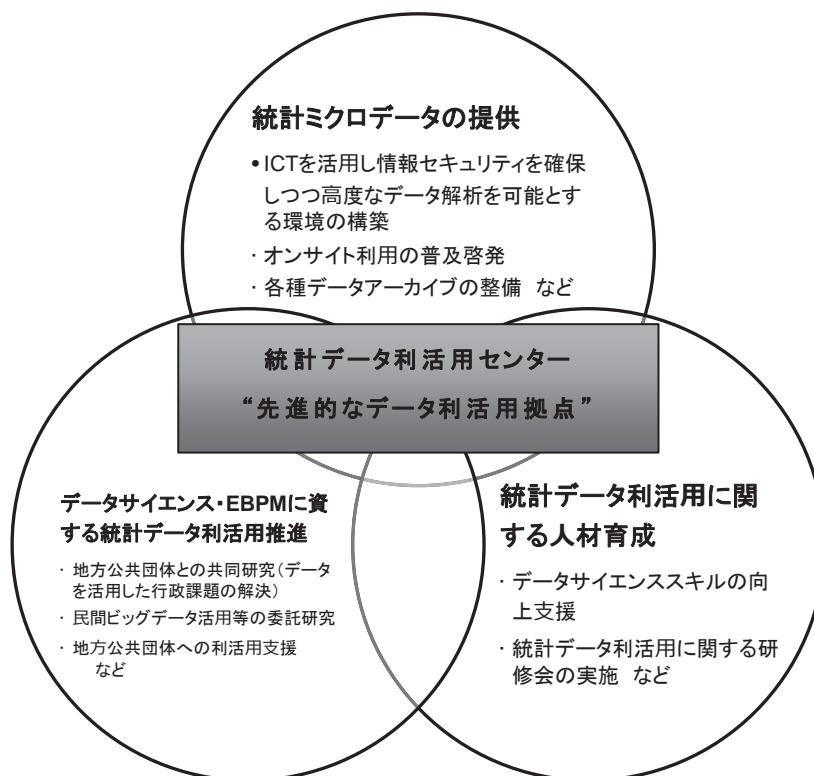 統計ミクロデータの提供
•ICTを活用し情報セキュリティを確保
しつつ高度なデータ解析を可能とす
る環境の構築
· オンサイト利用の普及啓発
· 各種データアーカイブの整備 など
統計データ利活用センター
“先進的なデータ利活用拠点”
データサイエンス・EBPMに資
する統計データ利活用推進
· 地方公共団体との共同研究（データ
を活用した行政課題の解決）
· 民間ビッグデータ活用等の委託研究
· 地方公共団体への利活用支援
など
統計データ利活用に関
する人材育成
· データサイエンススキルの向
上支援
· 統計データ利活用に関する研
修会の実施 など